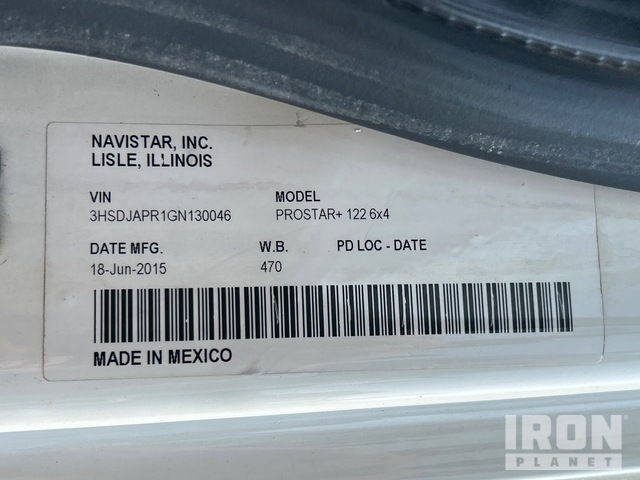 NAVISTAR, INC.
LISLE, ILLINOIS
VIN MODEL
3HSDJAPR1GN130046 PROSTAR+ 122 6x4
DATE MFG. W.B. PD LOC - DATE
18-Jun-2015 470
MADE IN MEXICO
IRON
PLANET